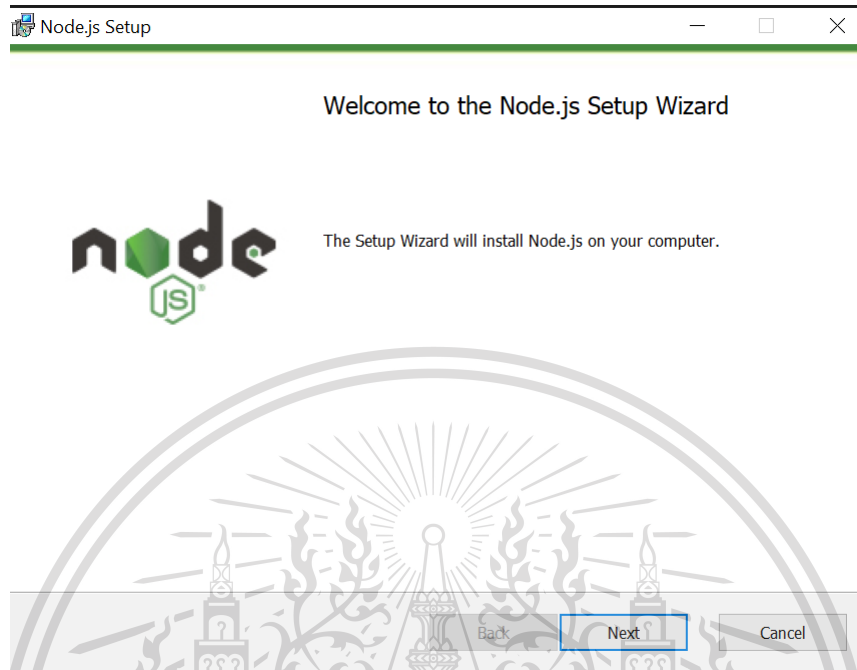 Node.js Setup
Welcome to the Node.js Setup Wizard
node
JS®
The Setup Wizard will install Node.js on your computer.
Back Next Cancel